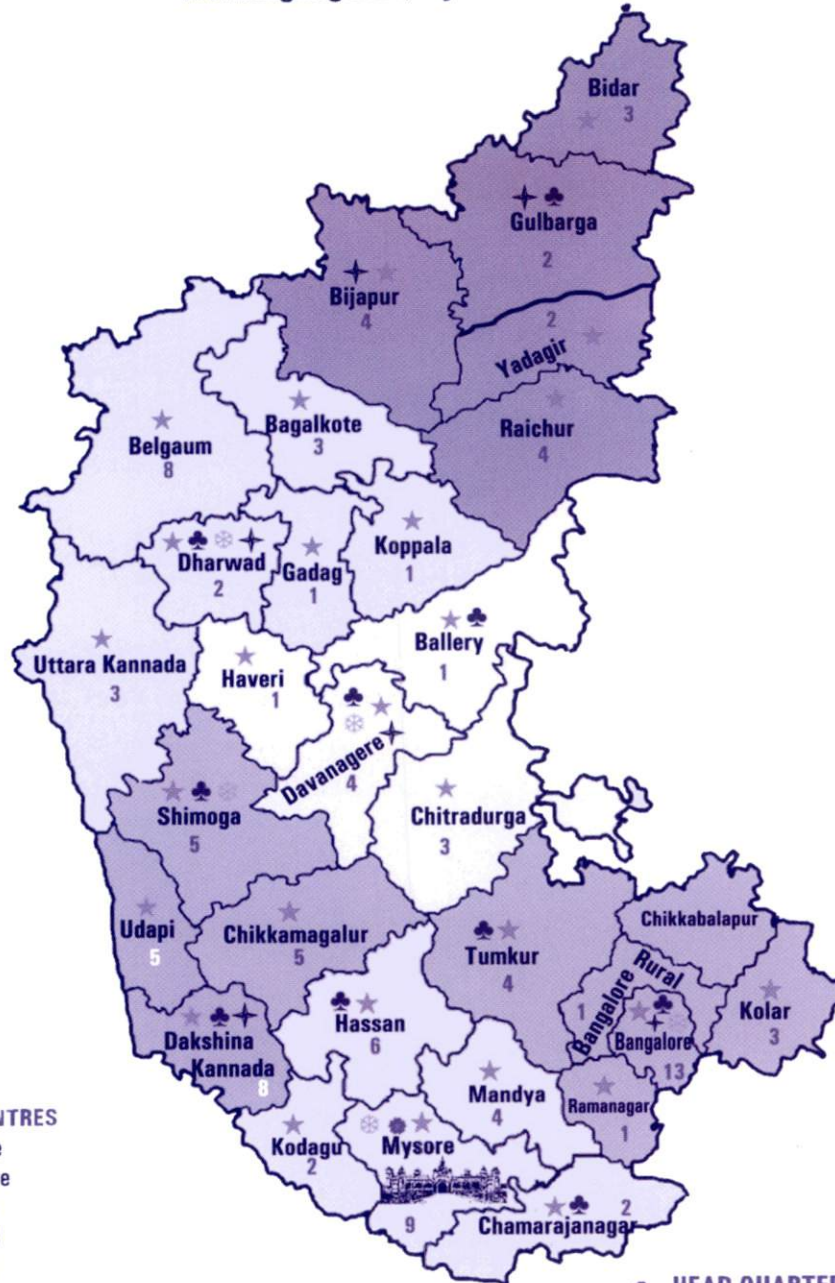 Bidar
3
Gulbarga
2
Bijapur
4
2
Yadagir
Raichur
4
Bagalkote
3
Belgaum
8
Koppala
1
Dharwad
2
Gadag
1
Ballery
1
Uttara Kannada
3
Haveri
1
Davanagere
4
Chitradurga
3
Shimoga
5
Udapi
5
Chikkamagalur
5
Tumkur
4
Chikkabalapur
Bangalore Rural
1
Bangalore
13
Kolar
3
Hassan
6
Dakshina
Kannada
8
Mandya
4
Ramanagar
1
Kodagu
2
Mysore
9
2
Chamarajanagar